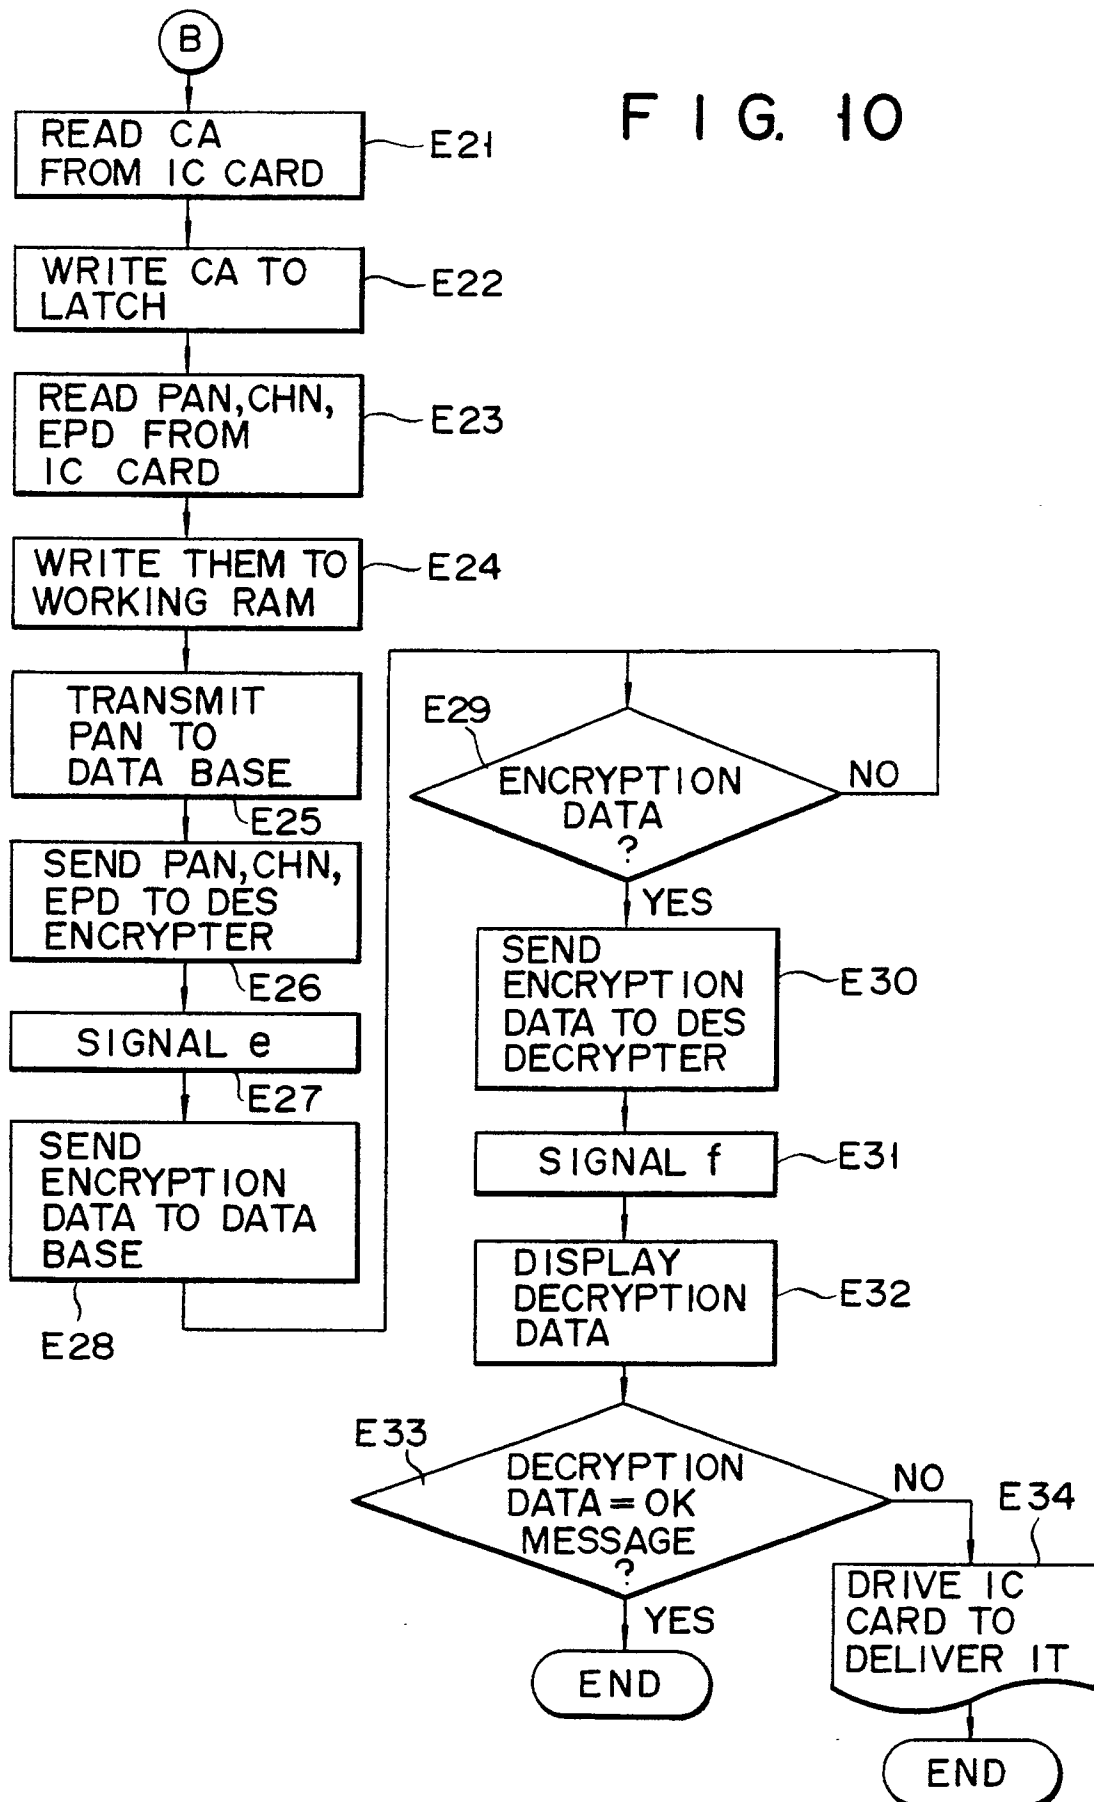 B
FIG. 10
READ CA
FROM IC CARD
E21
WRITE CA TO
LATCH
E22
READ PAN,CHN,
EPD FROM
IC CARD
E23
WRITE THEM TO
WORKING RAM
E24
TRANSMIT
PAN TO
DATA BASE
E25
SEND PAN,CHN,
EPD TO DES
ENCRYPTER
E26
SIGNAL e
E27
SEND
ENCRYPTION
DATA TO DATA
BASE
E28
E29
ENCRYPTION
DATA
?
NO
YES
SEND
ENCRYPTION
DATA TO DES
DECRYPTER
E30
SIGNAL f
E31
DISPLAY
DECRYPTION
DATA
E32
E33
DECRYPTION
DATA=OK
MESSAGE
?
NO
YES
END
E34
DRIVE IC
CARD TO
DELIVER IT
END